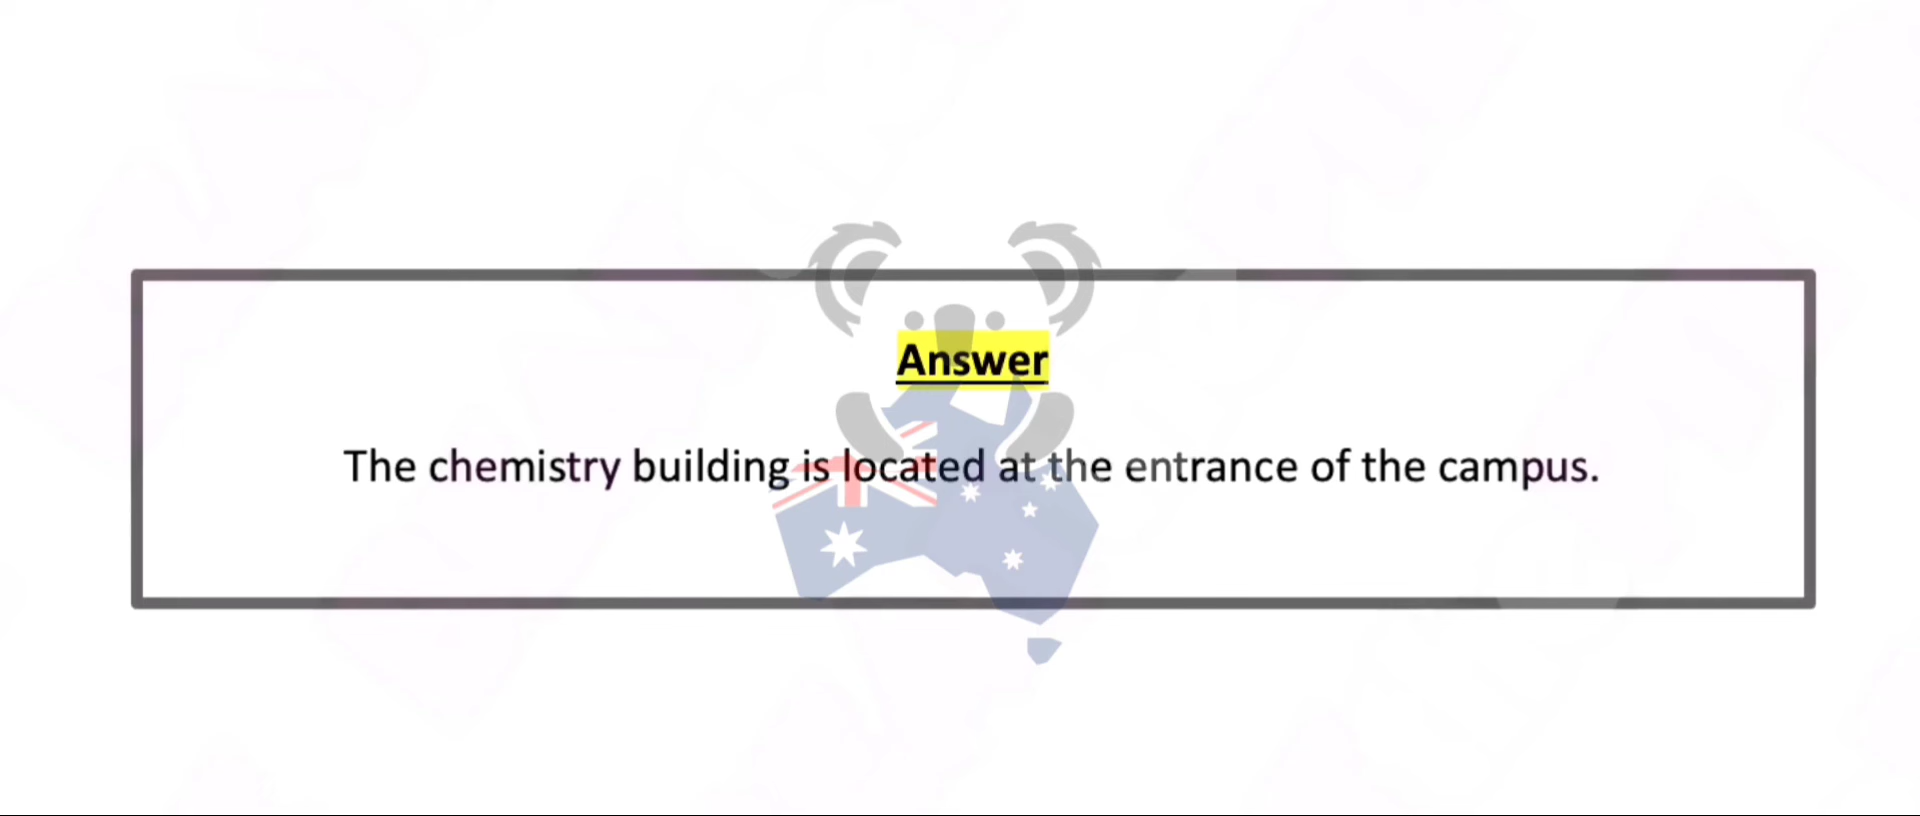 Answer
The chemistry building is located at the entrance of the campus.